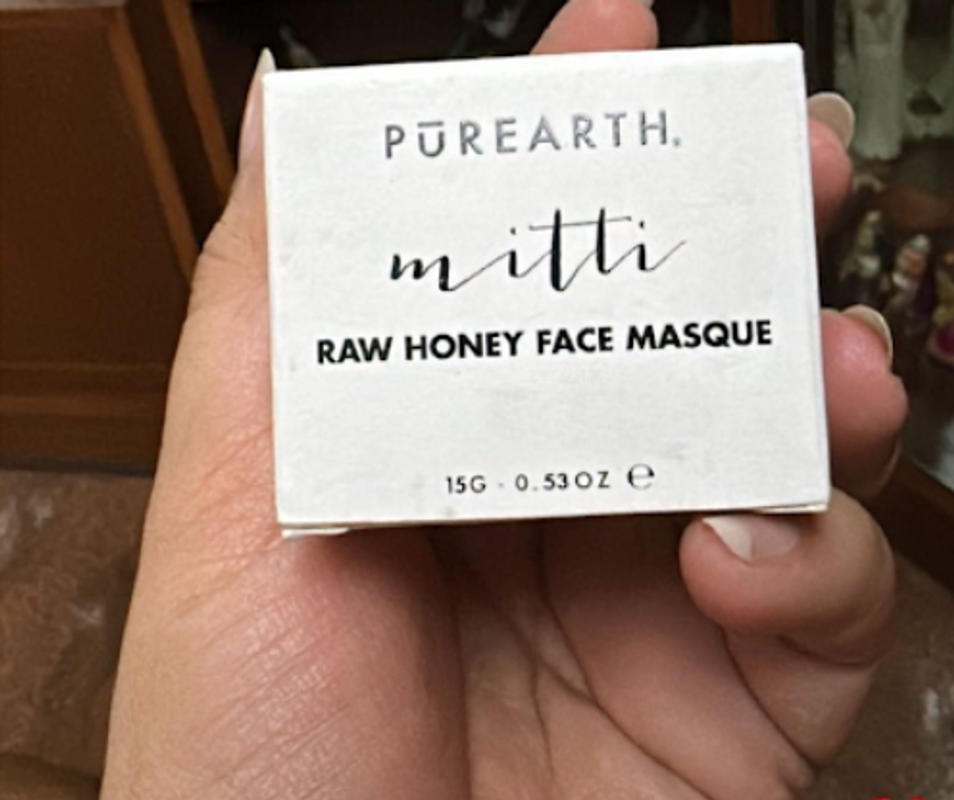 PŪREARTH.
mitti
RAW HONEY FACE MASQUE
15G · 0.53OZ ℮